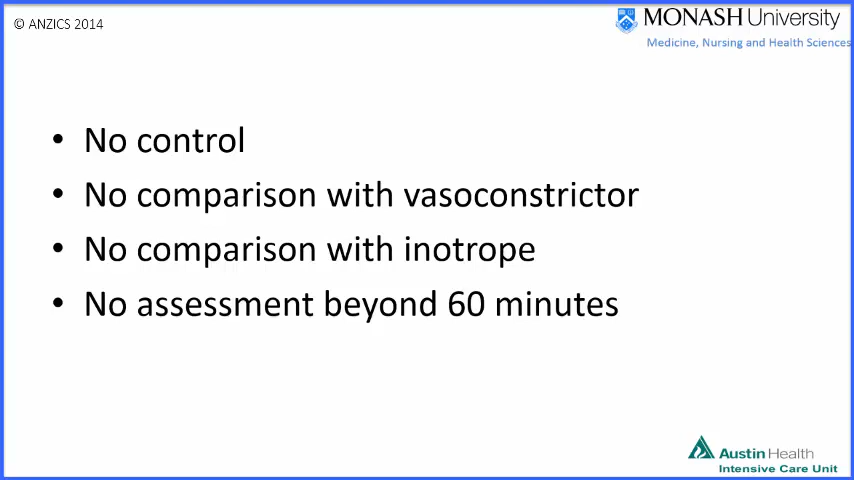 © ANZICS 2014
MONASH University
Medicine, Nursing and Health Sciences
• No control
• No comparison with vasoconstrictor
• No comparison with inotrope
• No assessment beyond 60 minutes
Austin Health
Intensive Care Unit